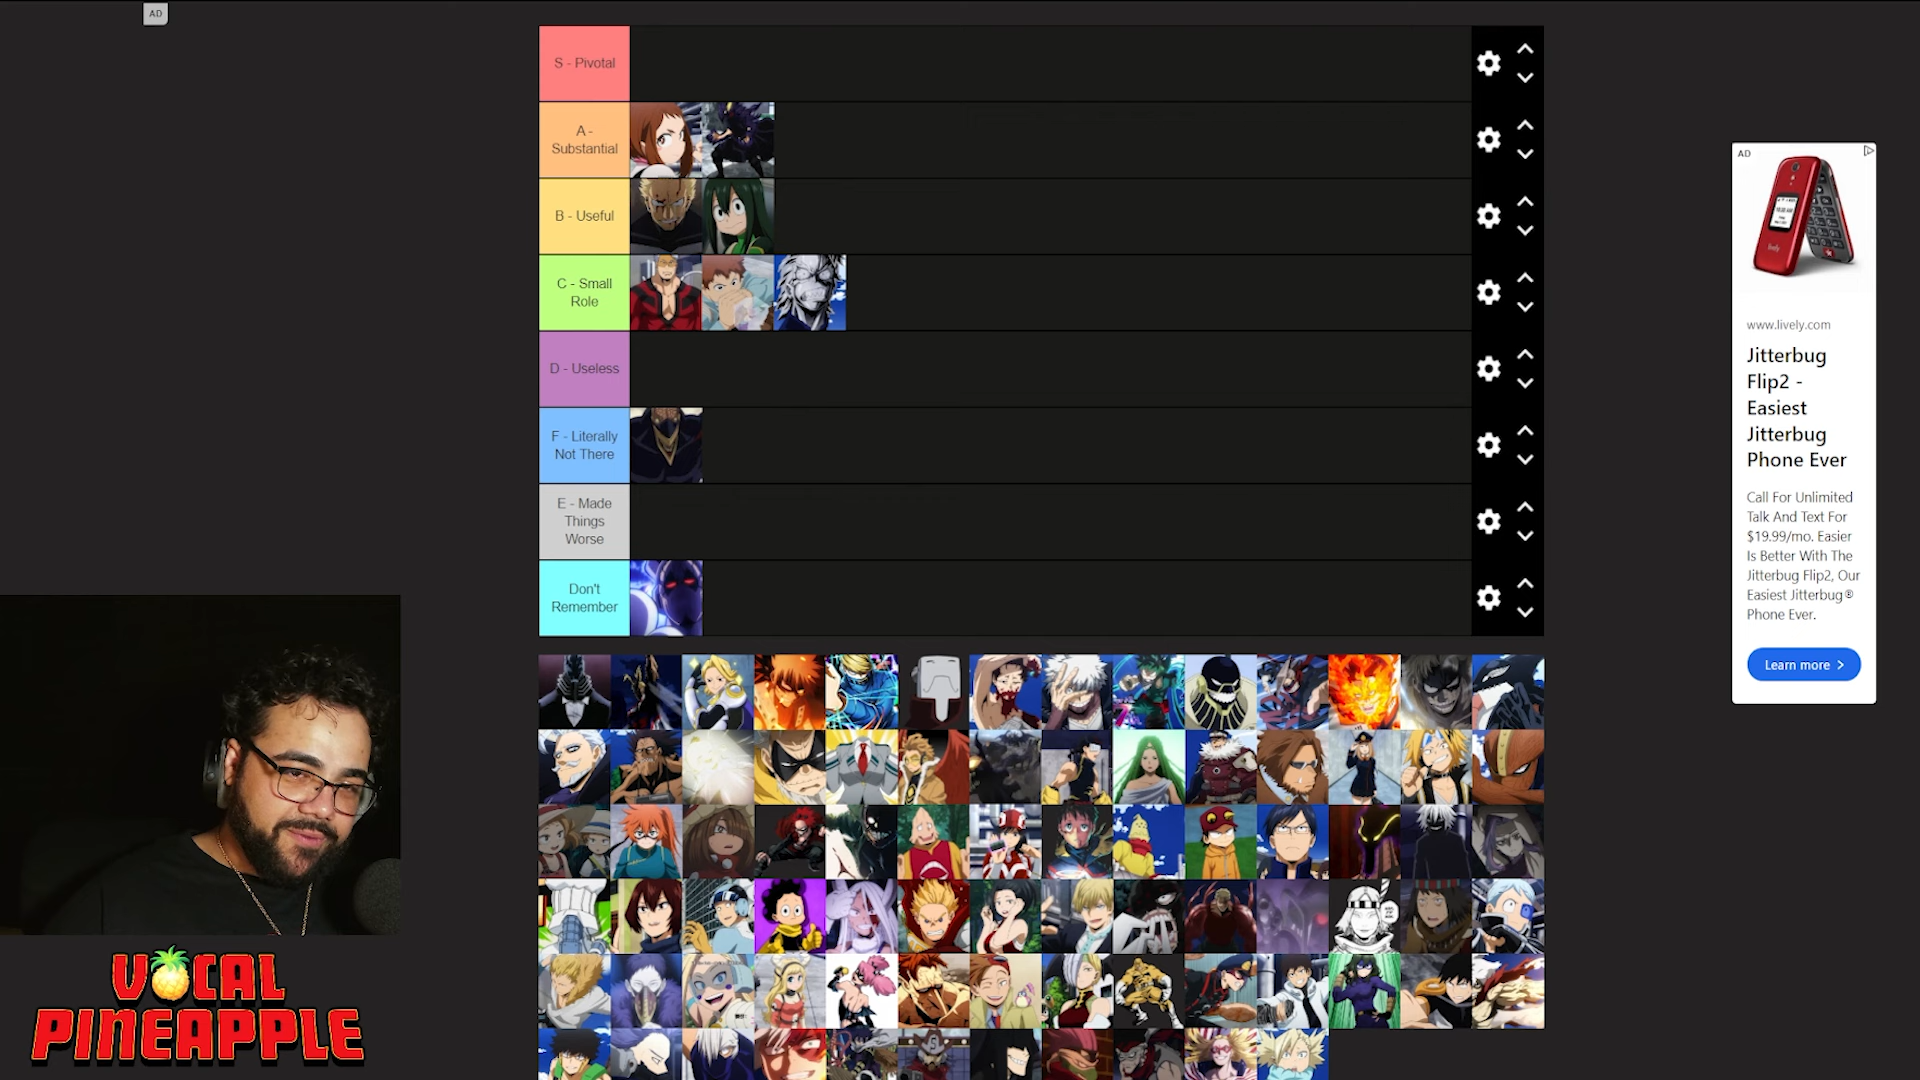 AD
S - Pivotal
A -
Substantial
B - Useful
C - Small
Role
D - Useless
F - Literally
Not There
E - Made
Things
Worse
Don't
Remember
AD
lively
www.lively.com
Jitterbug
Flip2 -
Easiest
Jitterbug
Phone Ever
Call For Unlimited
Talk And Text For
$19.99/mo. Easier
Is Better With The
Jitterbug Flip2, Our
Easiest Jitterbug®
Phone Ever.
Learn more >
VOCAL
PINEAPPLE